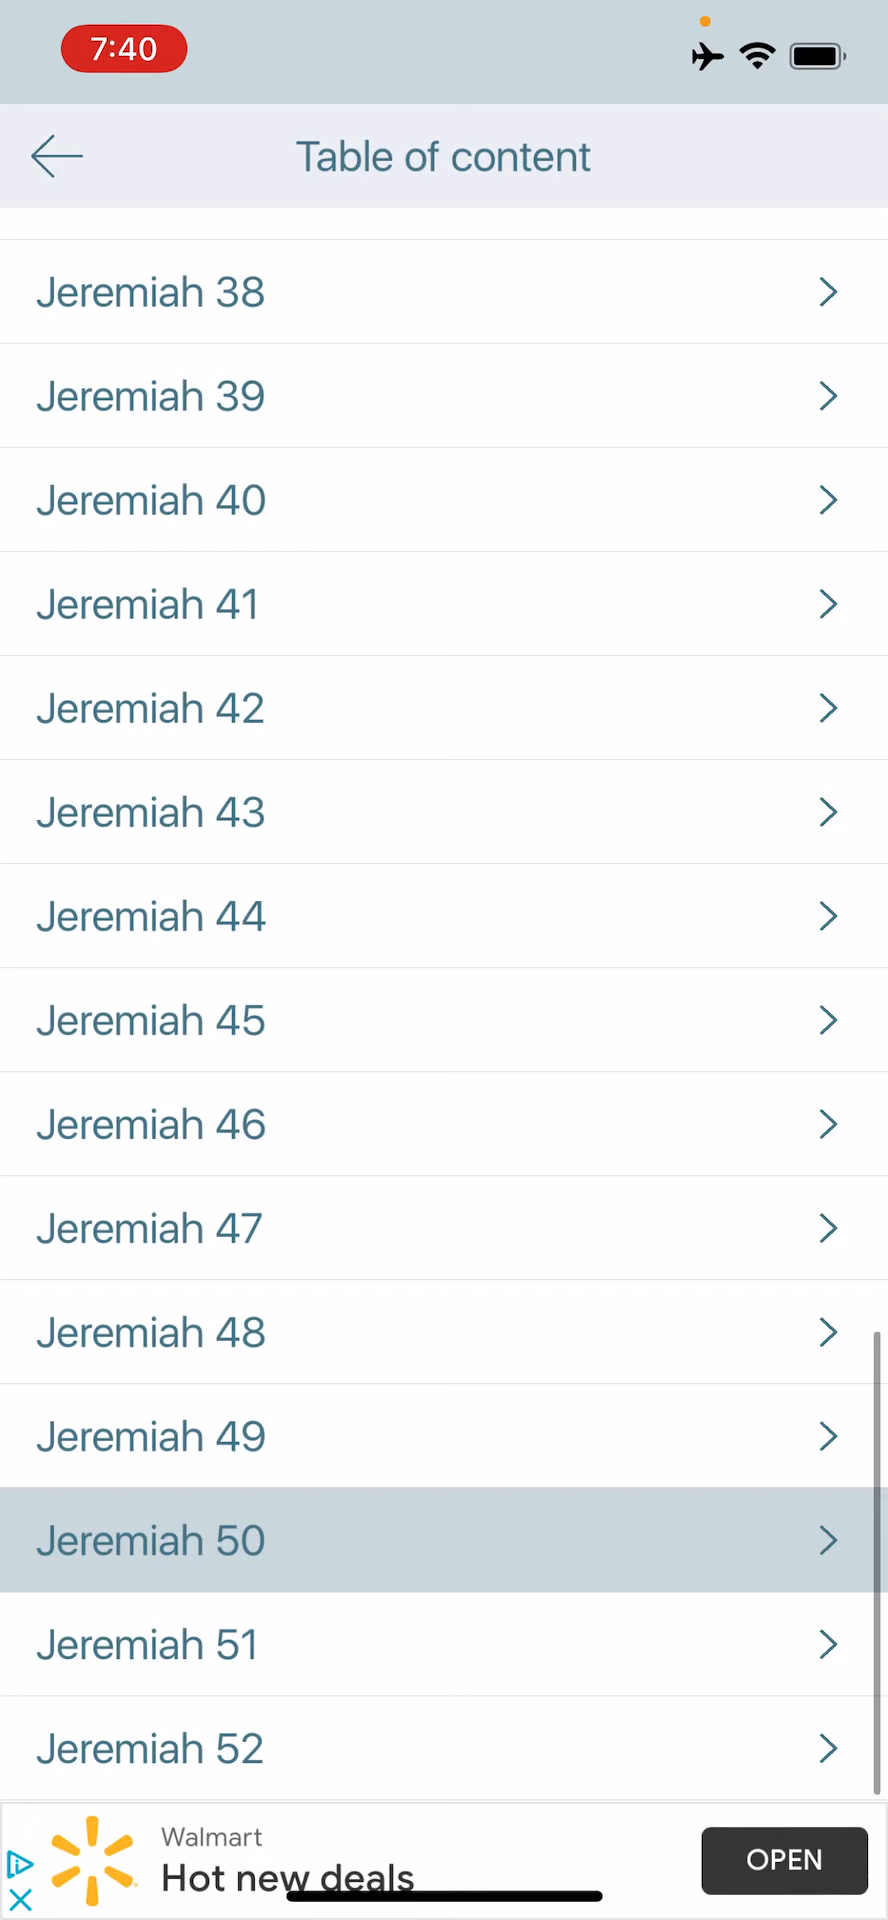 7:40
Table of content
Jeremiah 38
Jeremiah 39
Jeremiah 40
Jeremiah 41
Jeremiah 42
Jeremiah 43
Jeremiah 44
Jeremiah 45
Jeremiah 46
Jeremiah 47
Jeremiah 48
Jeremiah 49
Jeremiah 50
Jeremiah 51
Jeremiah 52
Walmart
Hot new deals
OPEN